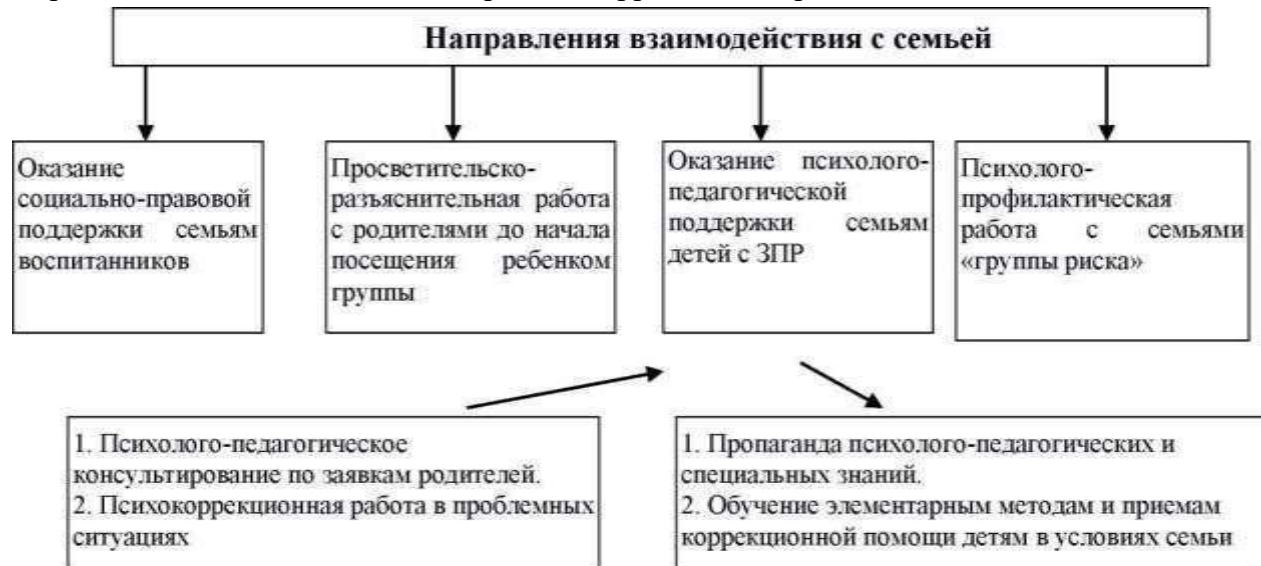 Направления взаимодействия с семьей
Оказание
социально-правовой
поддержки семьям
воспитанников
Просветительско-
разъяснительная работа
с родителями до начала
посещения ребенком
группы
Оказание психолого-
педагогической
поддержки семьям
детей с ЗПР
Психолого-
профилактическая
работа с семьями
«группы риска»
1. Психолого-педагогическое
консультирование по заявкам родителей.
2. Психокоррекционная работа в проблемных
ситуациях
1. Пропаганда психолого-педагогических и
специальных знаний.
2. Обучение элементарным методам и приемам
коррекционной помощи детям в условиях семьи